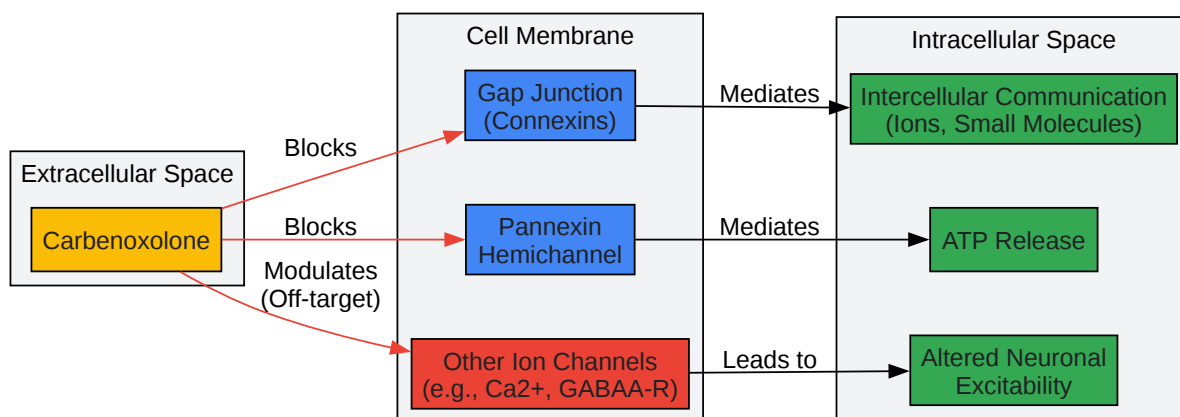 Cell Membrane
Intracellular Space
Gap Junction
(Connexins)
Mediates
Intercellular Communication
(Ions, Small Molecules)
Blocks
Extracellular Space
Carbenoxolone
Blocks
Pannexin
Hemichannel
Mediates
ATP Release
Modulates
(Off-target)
Other Ion Channels
(e.g., Ca2+, GABAA-R)
Leads to
Altered Neuronal
Excitability